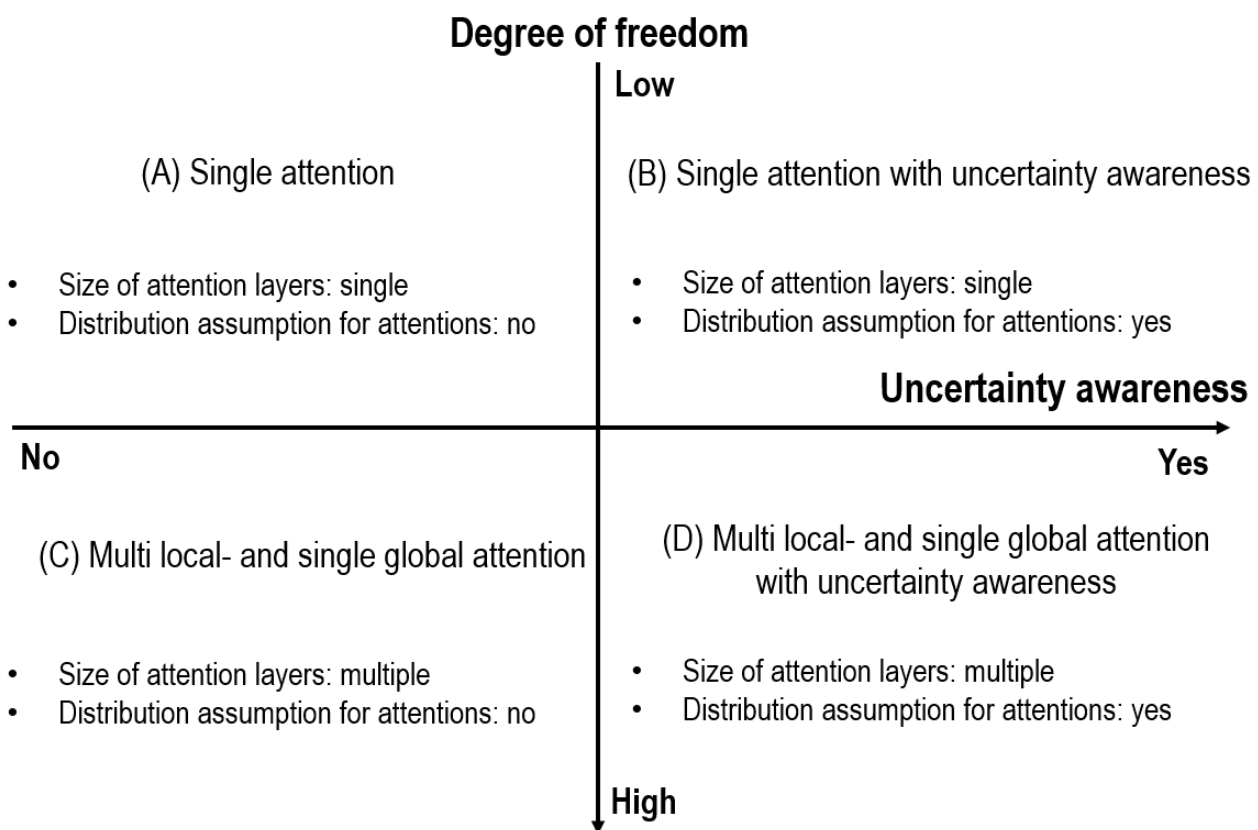 Degree of freedom
Low
(A) Single attention
(B) Single attention with uncertainty awareness
• Size of attention layers: single
• Distribution assumption for attentions: no
• Size of attention layers: single
• Distribution assumption for attentions: yes
Uncertainty awareness
No
Yes
(C) Multi local- and single global attention
(D) Multi local- and single global attention
with uncertainty awareness
• Size of attention layers: multiple
• Distribution assumption for attentions: no
• Size of attention layers: multiple
• Distribution assumption for attentions: yes
High